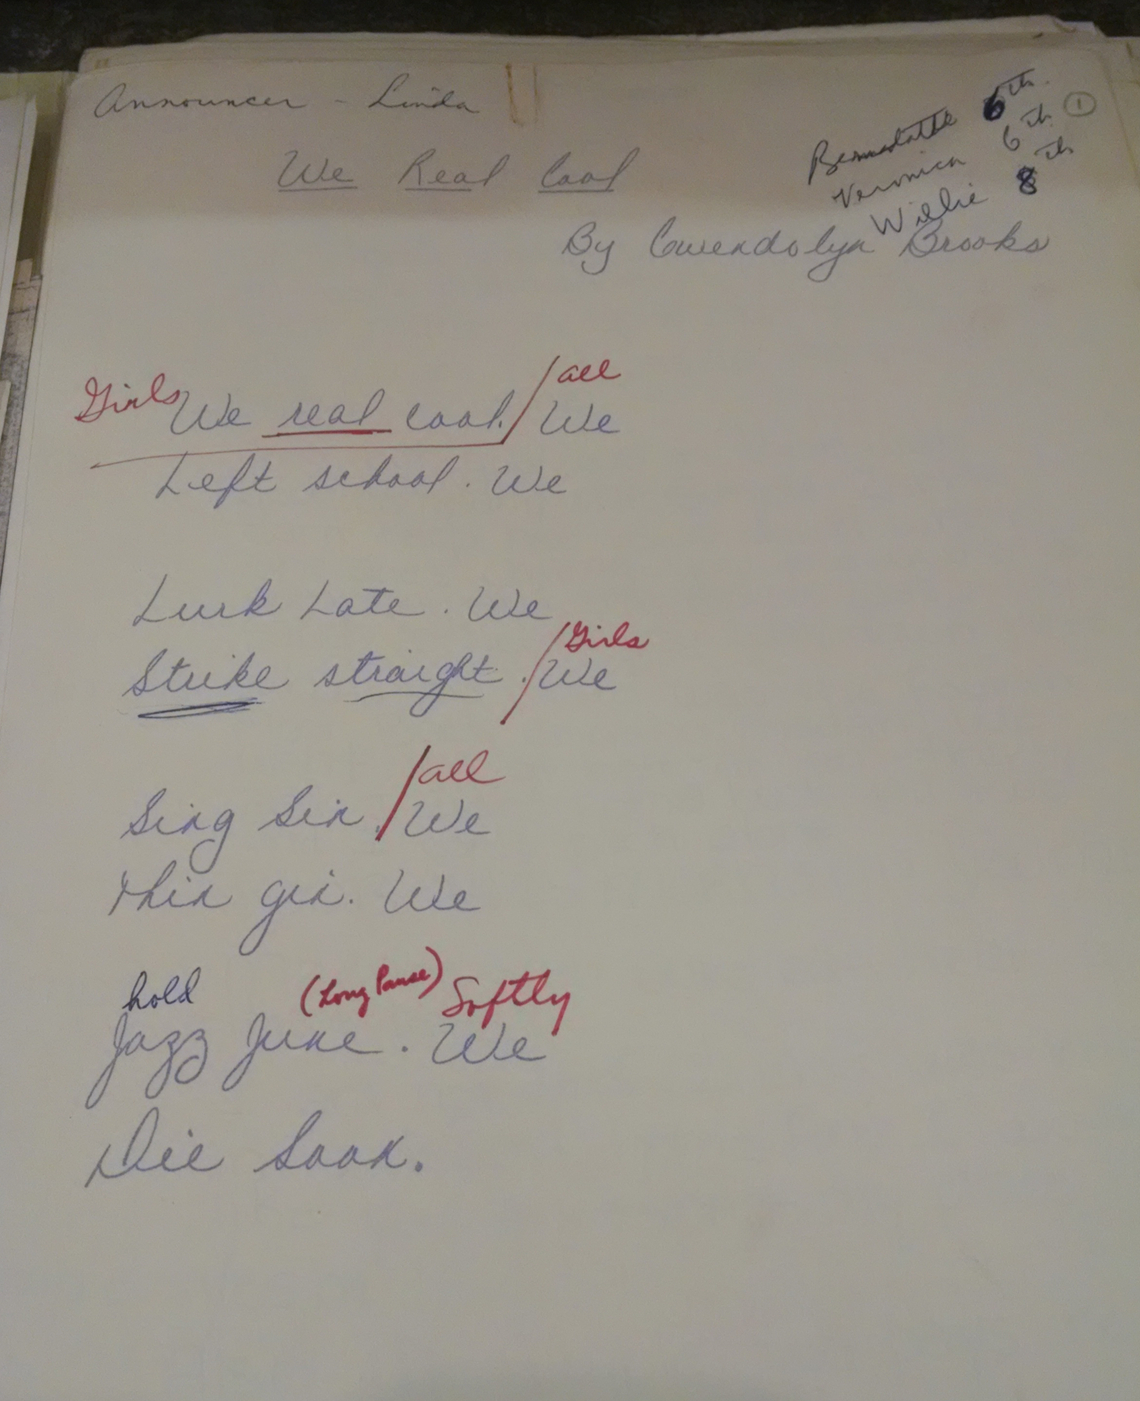 Announcer - Linda
Bernadette 6th.
Veronica 6th. 1
Willie 8th
We Real Cool
By Gwendolyn Brooks
Girls We real cool. / all We
Left school. We
Lurk Late. We
Strike straight. / Girls We
Sing Sin. / all We
thin gin. We
hold (Long Pause) Softly
Jazz June. We
Die Soon.